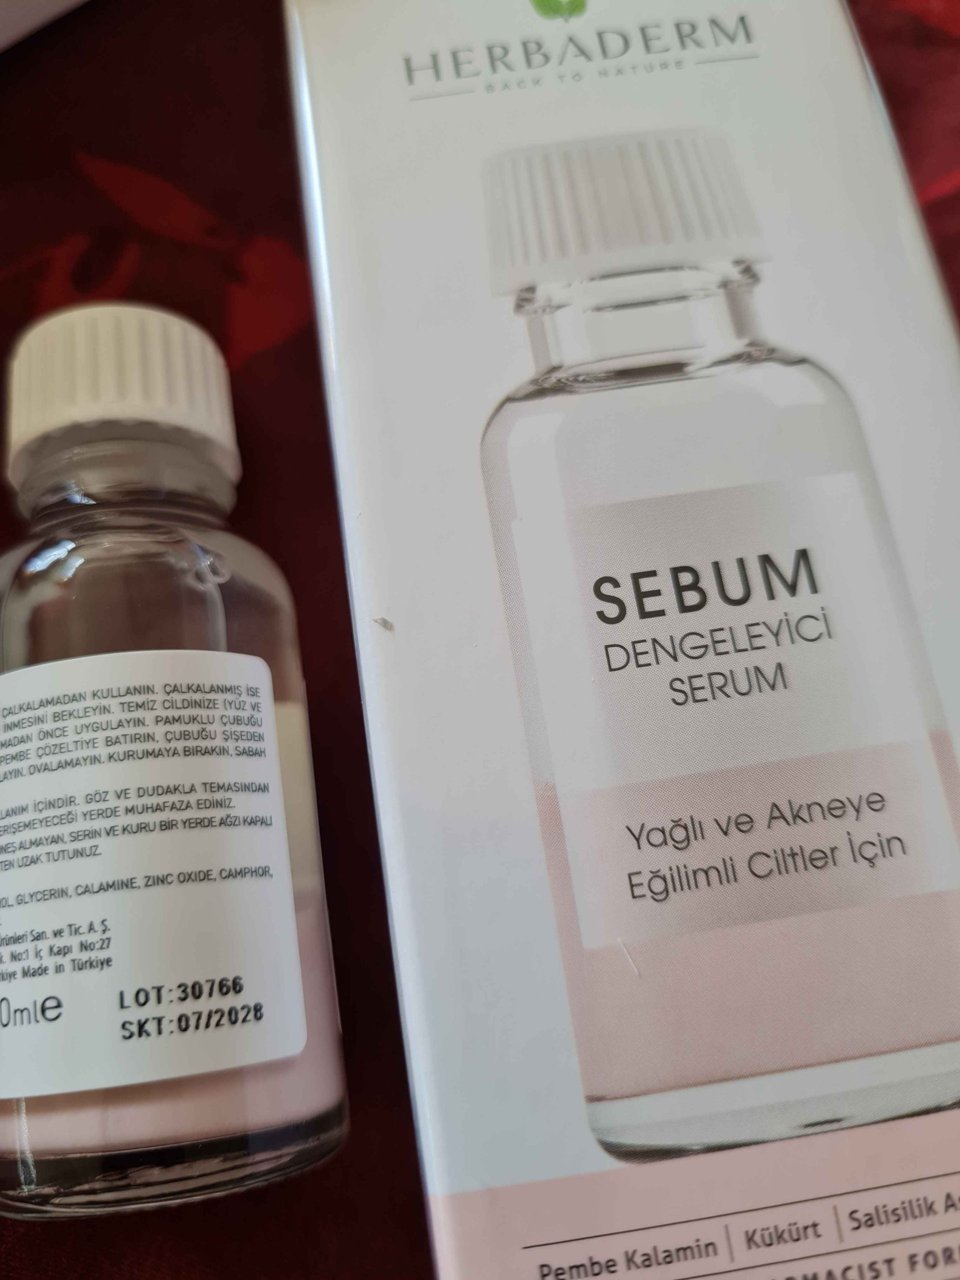 HERBADERM
BACK TO NATURE
SEBUM
DENGELEYİCİ
SERUM
Yağlı ve Akneye
Eğilimli Ciltler İçin
Pembe Kalamin | Kükürt | Salisilik
ÇALKALAMADAN KULLANIN. ÇALKALANMIŞ İSE
İNMESİNİ BEKLEYİN. TEMİZ CİLDİNİZE (YÜZ VE
MADAN ÖNCE UYGULAYIN. PAMUKLU ÇUBUĞU
PEMBE ÇÖZELTİYE BATIRIN, ÇUBUĞU ŞİŞEDEN
LAYIN. OVALAMAYIN. KURUMAYA BIRAKIN, SABAH
LANIM İÇİNDİR. GÖZ VE DUDAKLA TEMASINDAN
ERİŞEMEYECEĞİ YERDE MUHAFAZA EDİNİZ.
NEŞ ALMAYAN, SERİN VE KURU BİR YERDE AĞZI KAPALI
TEN UZAK TUTUNUZ.
OL, GLYCERIN, CALAMINE, ZINC OXIDE, CAMPHOR,
Ürünleri San. ve Tic. A. Ş.
k. No:1 İç Kapı No:27
rkiye Made in Türkiye
0ml e
LOT:30766
SKT:07/2028